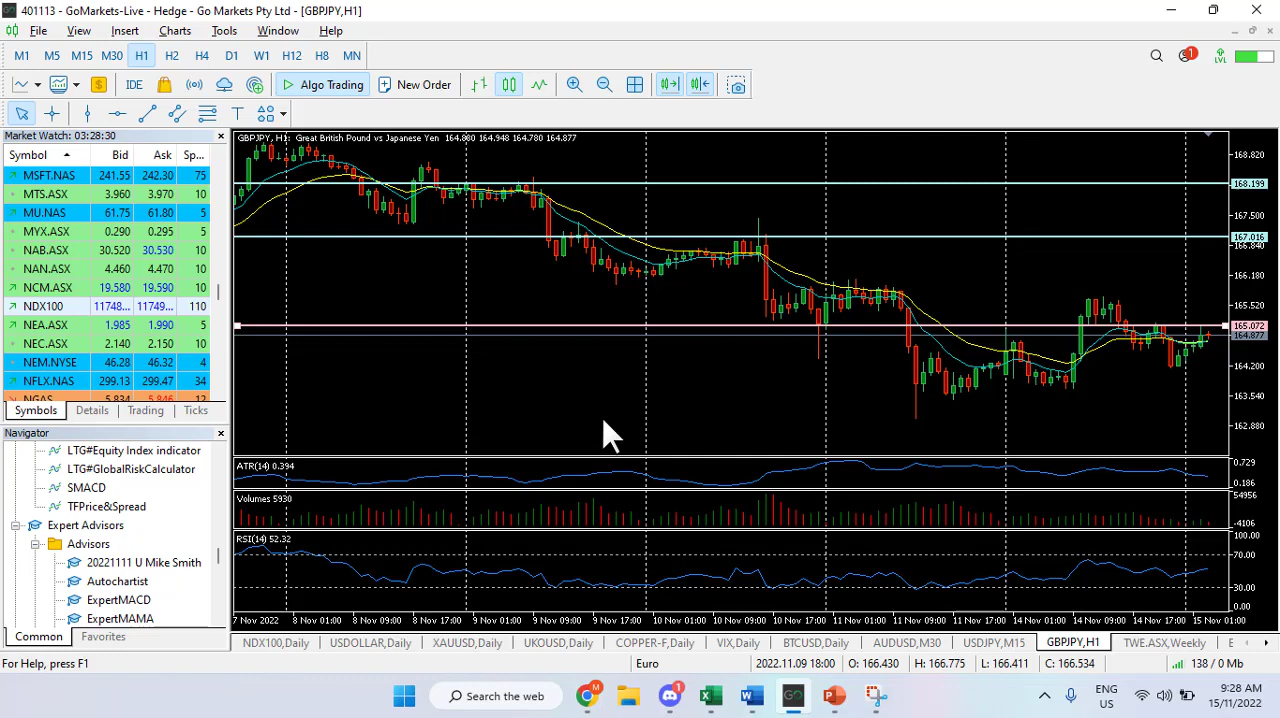 401113 - GoMarkets-Live - Hedge - Go Markets Pty Ltd - [GBPJPY,H1]
File View Insert Charts Tools Window Help
M1 M5 M15 M30 H1 H2 H4 D1 W1 H12 H8 MN
1
LVL
IDE Algo Trading New Order
Market Watch: 03:28:30
Symbol Bid Ask Sp...
MSFT.NAS 241.55 242.30 75
MTS.ASX 3.960 3.970 10
MU.NAS 61.75 61.80 5
MYX.ASX 0.290 0.295 5
NAB.ASX 30.520 30.530 10
NAN.ASX 4.460 4.470 10
NCM.ASX 19.580 19.590 10
NDX100 11748... 11749... 110
NEA.ASX 1.985 1.990 5
NEC.ASX 2.140 2.150 10
NEM.NYSE 46.28 46.32 4
NFLX.NAS 299.13 299.47 34
NGAS 5.834 5.846 12
Symbols Details Trading Ticks
Navigator
LTG#Equity Index indicator
LTG#GlobalRiskCalculator
SMACD
TFPrice&Spread
Expert Advisors
Advisors
20221111 U Mike Smith
Autochartist
ExpertMACD
ExpertMAMA
Common Favorites
GBPJPY, H1: Great British Pound vs Japanese Yen 164.880 164.948 164.780 164.877
168.820
168.199
167.500
167.016
166.840
166.180
165.520
165.072
164.877
164.200
163.540
162.880
ATR(14) 0.394
0.729
0.186
Volumes 5930
54956
-4106
RSI(14) 52.32
100.00
70.00
30.00
0.00
7 Nov 2022 8 Nov 01:00 8 Nov 09:00 8 Nov 17:00 9 Nov 01:00 9 Nov 09:00 9 Nov 17:00 10 Nov 01:00 10 Nov 09:00 10 Nov 17:00 11 Nov 01:00 11 Nov 09:00 11 Nov 17:00 14 Nov 01:00 14 Nov 09:00 14 Nov 17:00 15 Nov 01:00
NDX100,Daily USDOLLAR,Daily XAUUSD,Daily UKOUSD,Daily COPPER-F,Daily VIX,Daily BTCUSD,Daily AUDUSD,M30 USDJPY,M15 GBPJPY,H1 TWE.ASX,Weekly E
For Help, press F1 Euro 2022.11.09 18:00 O: 166.430 H: 166.775 L: 166.411 C: 166.534 138 / 0 Mb
Search the web
M
1
GO
ENG
US
9:28 AM
15/11/2022